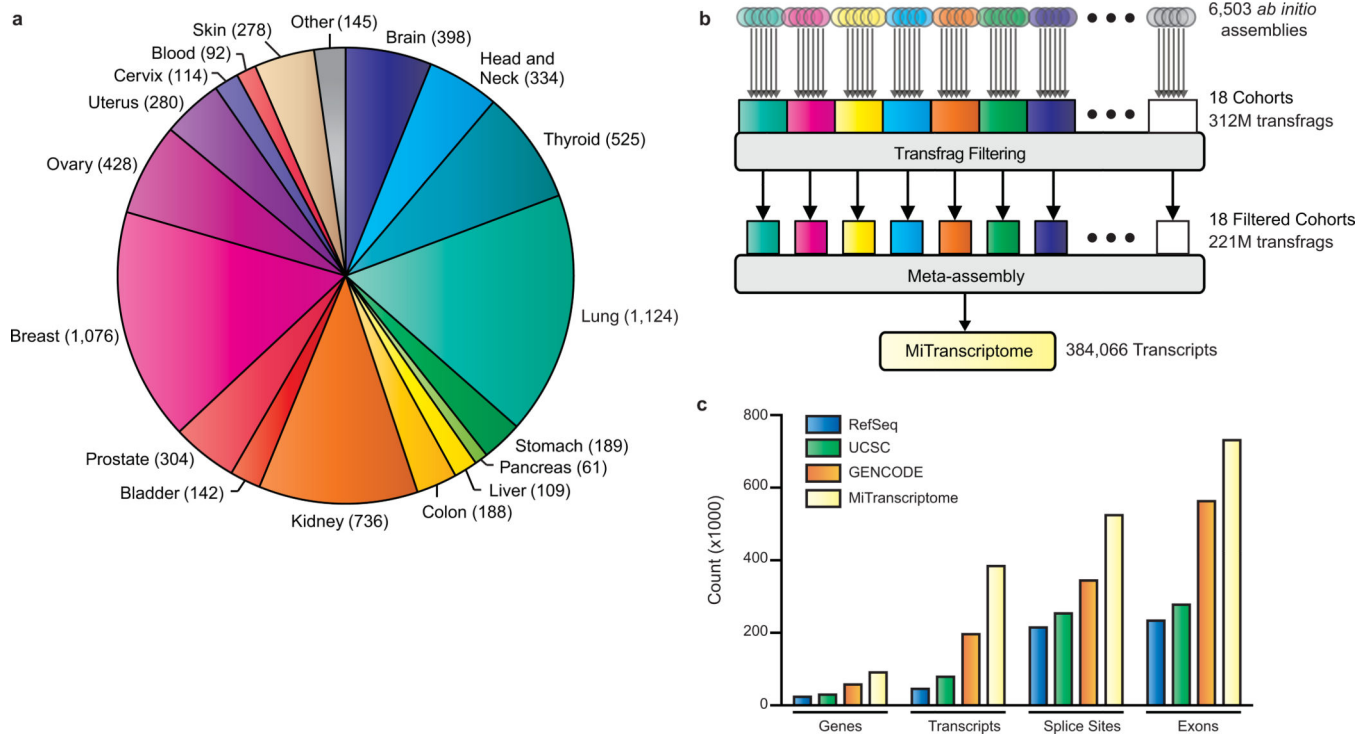 a
Other (145)
Skin (278)
Blood (92)
Cervix (114)
Uterus (280)
Ovary (428)
Breast (1,076)
Prostate (304)
Bladder (142)
Kidney (736)
Colon (188)
Liver (109)
Pancreas (61)
Stomach (189)
Lung (1,124)
Thyroid (525)
Head and
Neck (334)
Brain (398)
b
6,503 ab initio
assemblies
18 Cohorts
312M transfrags
Transfrag Filtering
18 Filtered Cohorts
221M transfrags
Meta-assembly
MiTranscriptome
384,066 Transcripts
c
RefSeq
UCSC
GENCODE
MiTranscriptome
Count (x1000)
800
600
400
200
0
Genes
Transcripts
Splice Sites
Exons